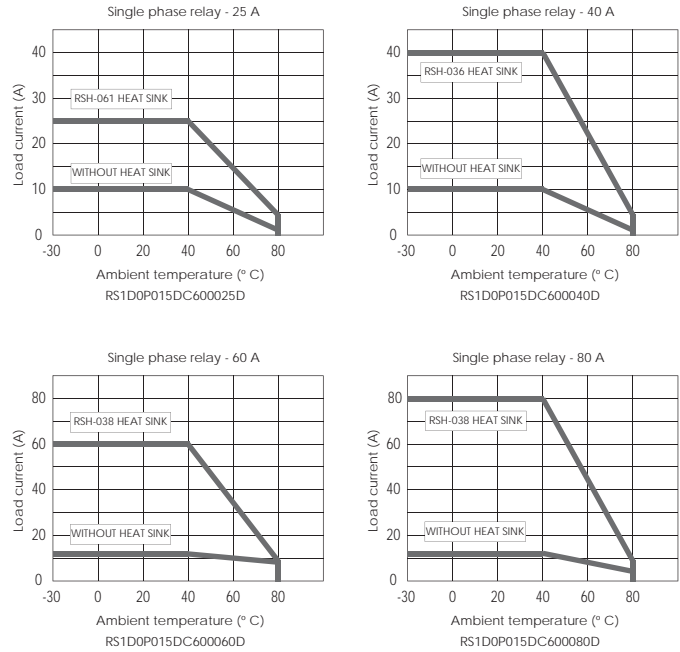 Single phase relay - 25 A
Load current (A)
40
30
20
10
0
RSH-061 HEAT SINK
WITHOUT HEAT SINK
-30 0 20 40 60 80
Ambient temperature (° C)
RS1D0P015DC600025D
Single phase relay - 40 A
Load current (A)
40
30
20
10
0
RSH-036 HEAT SINK
WITHOUT HEAT SINK
-30 0 20 40 60 80
Ambient temperature (° C)
RS1D0P015DC600040D
Single phase relay - 60 A
Load current (A)
80
60
40
20
0
RSH-038 HEAT SINK
WITHOUT HEAT SINK
-30 0 20 40 60 80
Ambient temperature (° C)
RS1D0P015DC600060D
Single phase relay - 80 A
Load current (A)
80
60
40
20
0
RSH-038 HEAT SINK
WITHOUT HEAT SINK
-30 0 20 40 60 80
Ambient temperature (° C)
RS1D0P015DC600080D